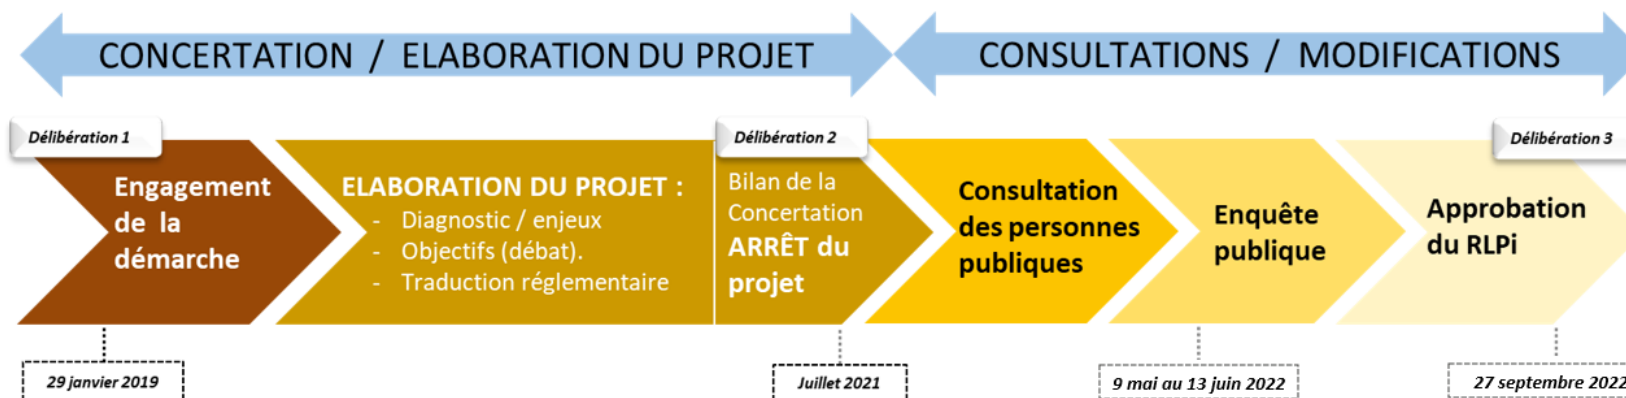 CONCERTATION / ELABORATION DU PROJET
CONSULTATIONS / MODIFICATIONS
Délibération 1
Délibération 2
Délibération 3
Engagement
de la
démarche
ELABORATION DU PROJET :
- Diagnostic / enjeux
- Objectifs (débat).
- Traduction réglementaire
Bilan de la
Concertation
ARRÊT du
projet
Consultation
des personnes
publiques
Enquête
publique
Approbation
du RLPi
29 janvier 2019
Juillet 2021
9 mai au 13 juin 2022
27 septembre 2022